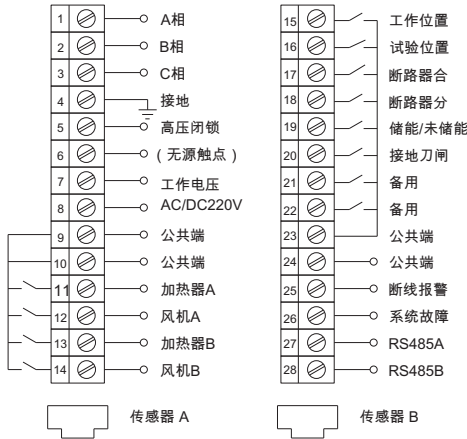 1 A相
2 B相
3 C相
4 接地
5 高压闭锁
6 （无源触点）
7 工作电压
8 AC/DC220V
9 公共端
10 公共端
11 加热器A
12 风机A
13 加热器B
14 风机B
传感器 A
15 工作位置
16 试验位置
17 断路器合
18 断路器分
19 储能/未储能
20 接地刀闸
21 备用
22 备用
23 公共端
24 公共端
25 断线报警
26 系统故障
27 RS485A
28 RS485B
传感器 B